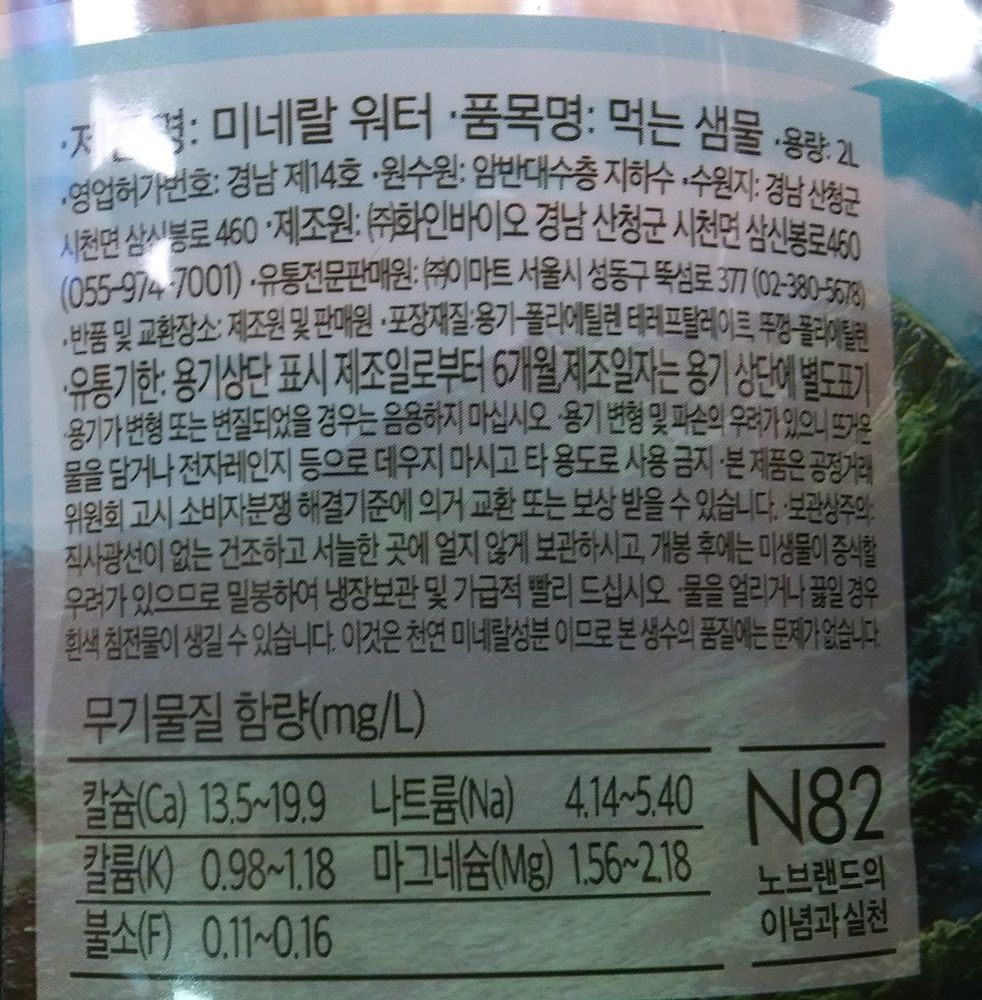 ·제품명: 미네랄 워터 ·품목명: 먹는 샘물 ·용량: 2L
·영업허가번호: 경남 제14호 ·원수원: 암반대수층 지하수 ·수원지: 경남 산청군
시천면 삼신봉로 460 ·제조원: ㈜화인바이오 경남 산청군 시천면 삼신봉로460
(055-974-7001) ·유통전문판매원: ㈜이마트 서울시 성동구 뚝섬로 377 (02-380-5678)
·반품 및 교환장소: 제조원 및 판매원 ·포장재질:용기-폴리에틸렌 테레프탈레이트 뚜껑-폴리에틸렌
·유통기한: 용기상단 표시 제조일로부터 6개월,제조일자는 용기 상단에 별도표기
·용기가 변형 또는 변질되었을 경우는 음용하지 마십시오 ·용기 변형 및 파손의 우려가 있으니 뜨거운
물을 담거나 전자레인지 등으로 데우지 마시고 타 용도로 사용 금지 ·본 제품은 공정거래
위원회 고시 소비자분쟁 해결기준에 의거 교환 또는 보상 받을 수 있습니다. ·보관상주의:
직사광선이 없는 건조하고 서늘한 곳에 얼지 않게 보관하시고, 개봉 후에는 미생물이 증식할
우려가 있으므로 밀봉하여 냉장보관 및 가급적 빨리 드십시오 ·물을 얼리거나 끓일 경우
흰색 침전물이 생길 수 있습니다. 이것은 천연 미네랄성분 이므로 본 생수의 품질에는 문제가 없습니다
무기물질 함량(mg/L)
칼슘(Ca) 13.5~19.9 나트륨(Na) 4.14~5.40
칼륨(K) 0.98~1.18 마그네슘(Mg) 1.56~2.18
불소(F) 0.11~0.16
N82
노브랜드의
이념과 실천